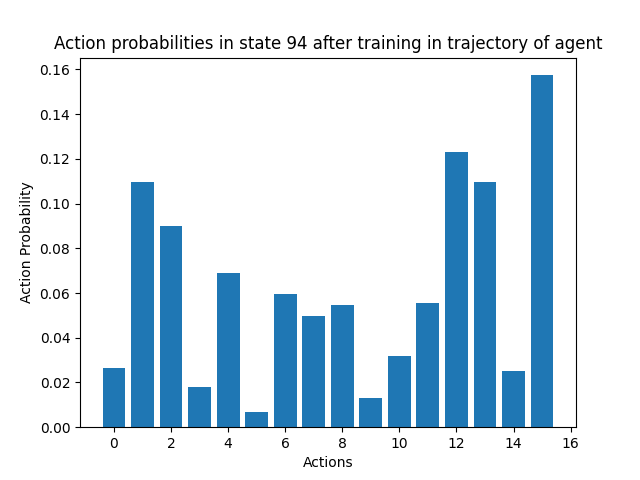 Action probabilities in state 94 after training in trajectory of agent
0.16
0.14
0.12
0.10
0.08
0.06
0.04
0.02
0.00
Action Probability
0 2 4 6 8 10 12 14 16
Actions